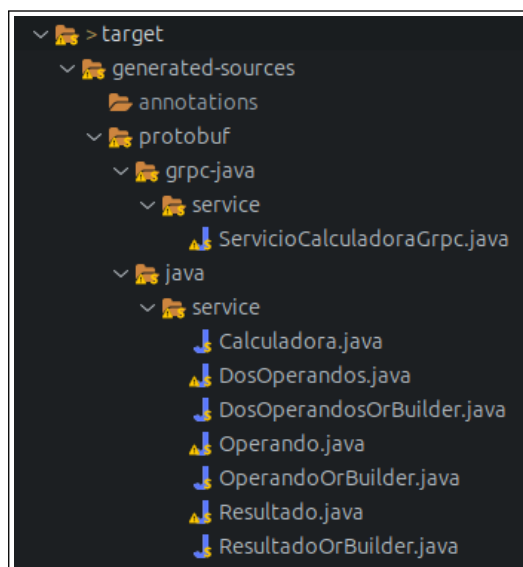 > target
generated-sources
annotations
protobuf
grpc-java
service
ServicioCalculadoraGrpc.java
java
service
Calculadora.java
DosOperandos.java
DosOperandosOrBuilder.java
Operando.java
OperandoOrBuilder.java
Resultado.java
ResultadoOrBuilder.java